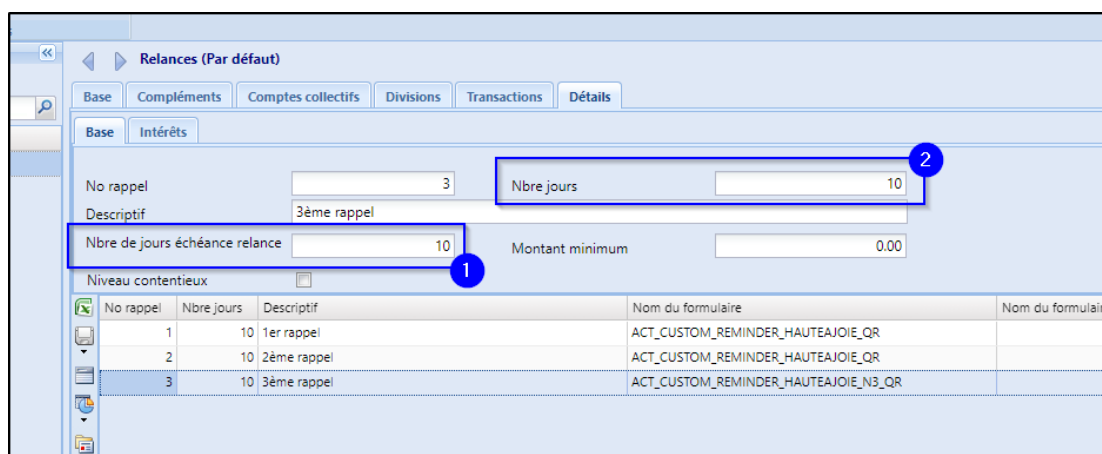 Relances (Par défaut)
Base Compléments Comptes collectifs Divisions Transactions Détails
Base Intérêts
2
No rappel 3 Nbre jours 10
Descriptif 3ème rappel
Nbre de jours échéance relance 10 Montant minimum 0.00
1
Niveau contentieux
No rappel Nbre jours Descriptif Nom du formulaire Nom du formulair
1 10 1er rappel ACT_CUSTOM_REMINDER_HAUTEAJOIE_QR
2 10 2ème rappel ACT_CUSTOM_REMINDER_HAUTEAJOIE_QR
3 10 3ème rappel ACT_CUSTOM_REMINDER_HAUTEAJOIE_N3_QR